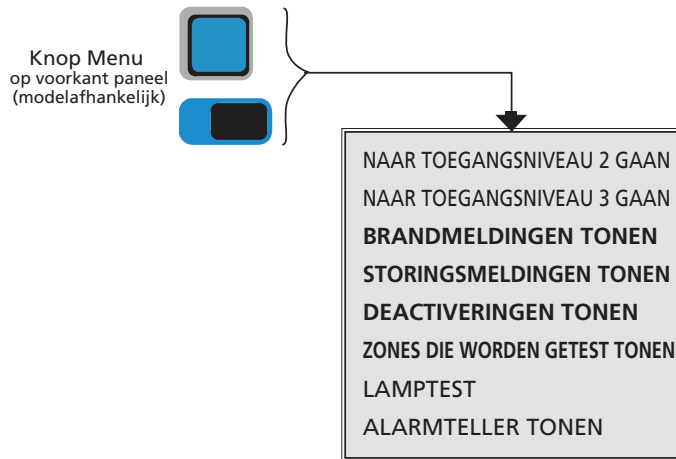 Knop Menu
op voorkant paneel
(modelafhankelijk)
NAAR TOEGANGSNIVEAU 2 GAAN
NAAR TOEGANGSNIVEAU 3 GAAN
BRANDMELDINGEN TONEN
STORINGSMELDINGEN TONEN
DEACTIVERINGEN TONEN
ZONES DIE WORDEN GETEST TONEN
LAMPTEST
ALARMTELLER TONEN